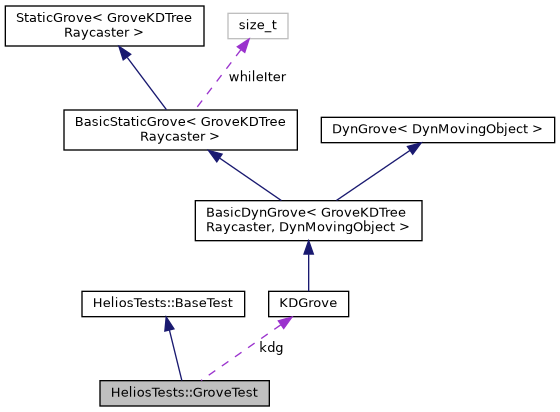 StaticGrove< GroveKDTree
Raycaster >
size_t
whileIter
BasicStaticGrove< GroveKDTree
Raycaster >
DynGrove< DynMovingObject >
BasicDynGrove< GroveKDTree
Raycaster, DynMovingObject >
HeliosTests::BaseTest
KDGrove
kdg
HeliosTests::GroveTest